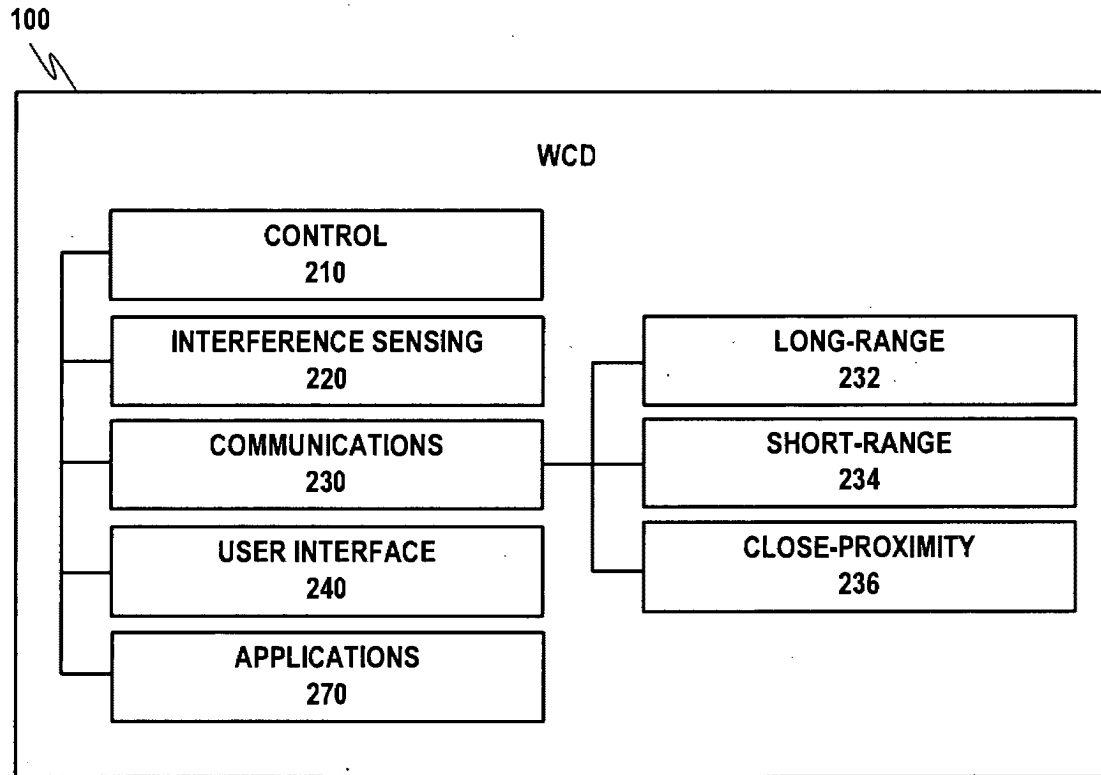 100
WCD
CONTROL
210
INTERFERENCE SENSING
220
COMMUNICATIONS
230
USER INTERFACE
240
APPLICATIONS
270
LONG-RANGE
232
SHORT-RANGE
234
CLOSE-PROXIMITY
236